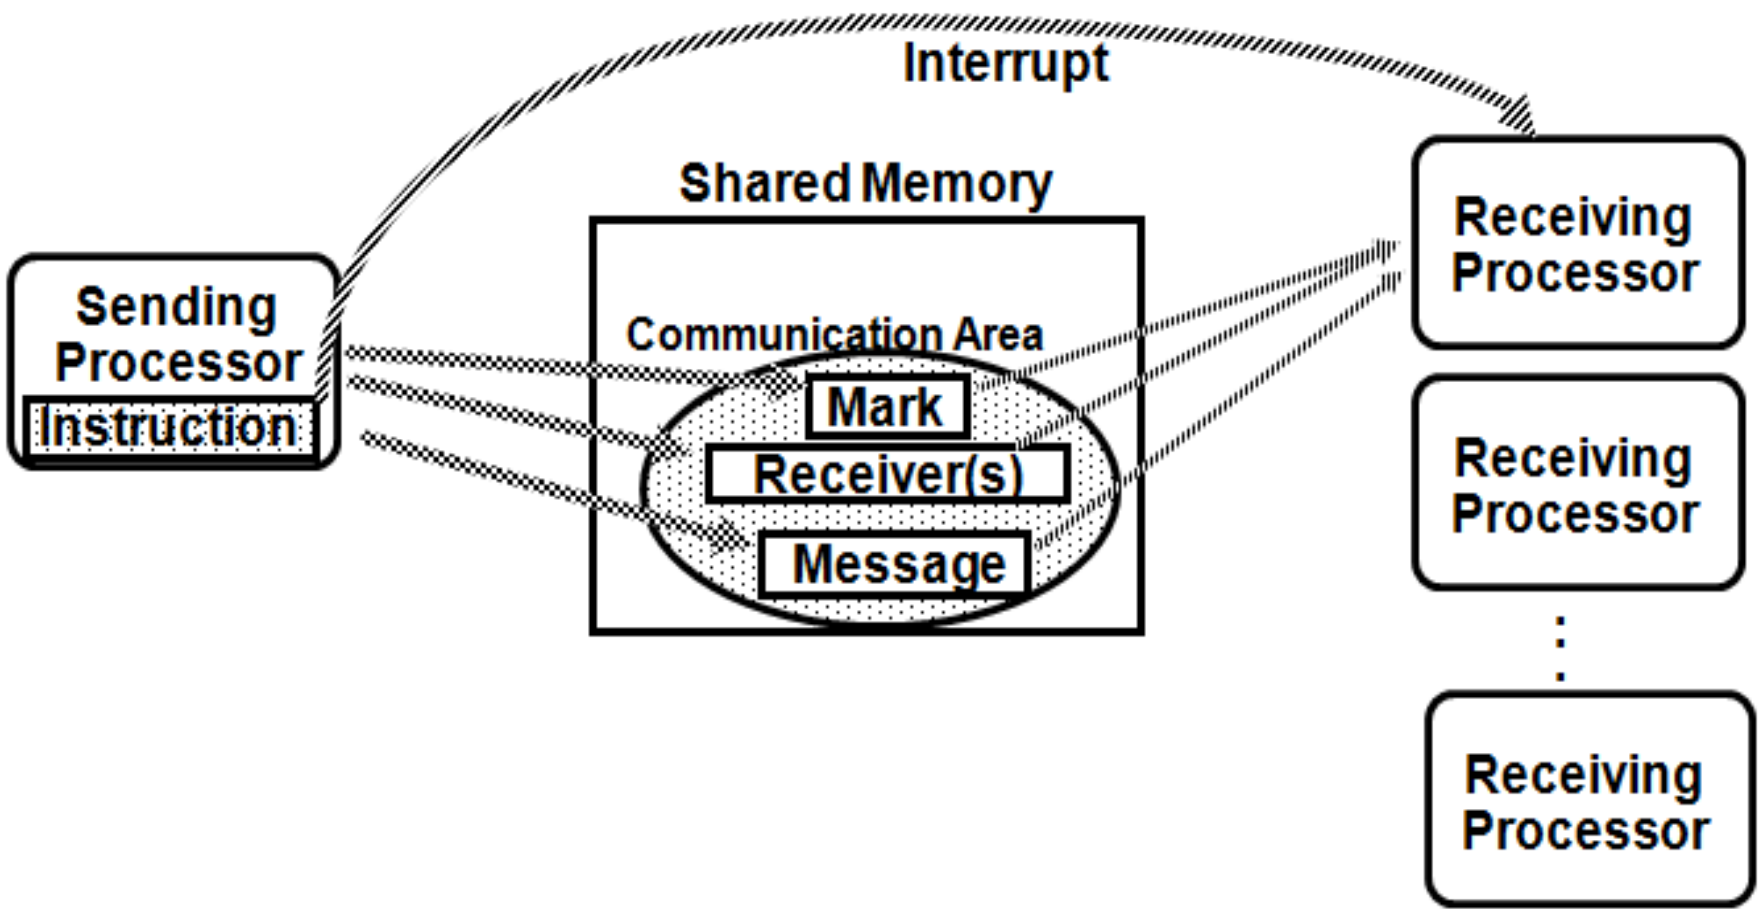 Interrupt
Shared Memory
Sending
Processor
Instruction
Communication Area
Mark
Receiver(s)
Message
Receiving
Processor
Receiving
Processor
Receiving
Processor